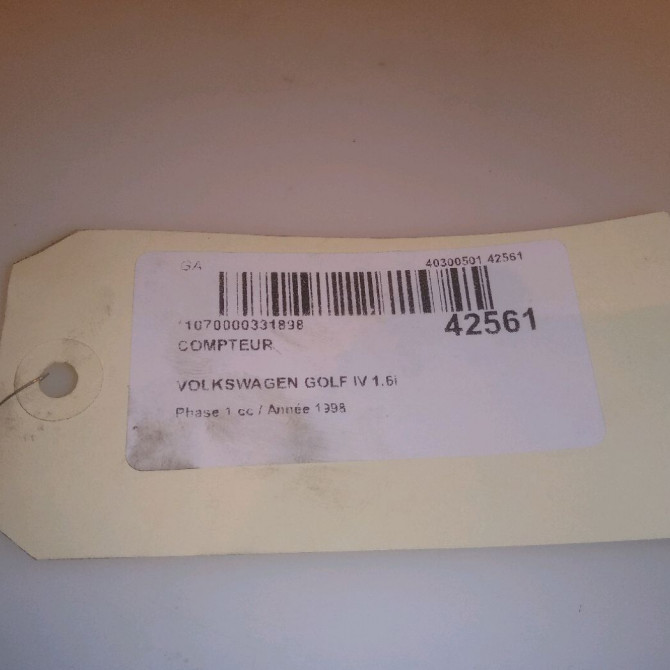 GA 40300501 42561
*1070000331898
42561
COMPTEUR
VOLKSWAGEN GOLF IV 1.6i
Phase 1 cc / Année 1998